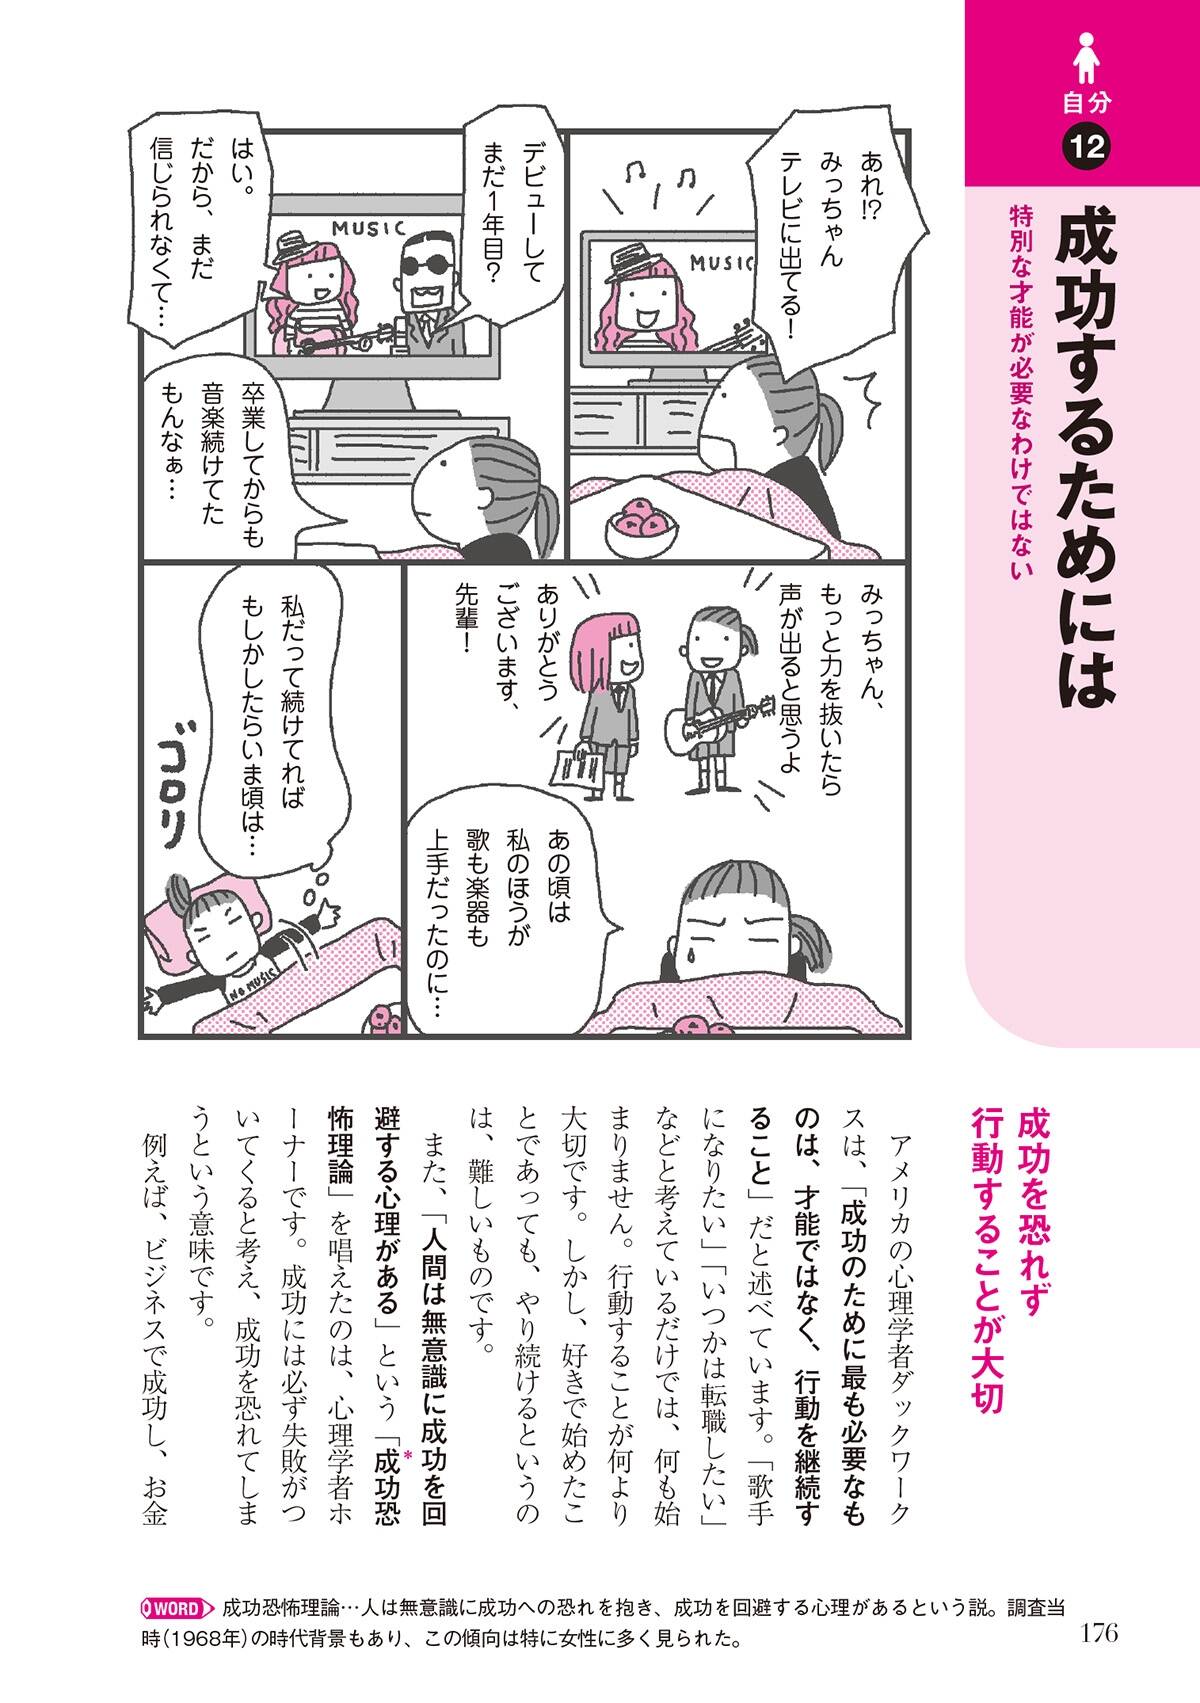 自分
12
成功するためには
特別な才能が必要なわけではない
あれ!?
みっちゃん
テレビに出てる！
MUSIC
デビューして
まだ1年目？
MUSIC
はい。
だから、まだ
信じられなくて…
卒業してからも
音楽続けてた
もんなぁ…
みっちゃん、
もっと力を抜いたら
声が出ると思うよ
ありがとう
ございます、
先輩！
あの頃は
私のほうが
歌も楽器も
上手だったのに…
私だって続けてれば
もしかしたらいま頃は…
ゴロリ
NO MUSIC
成功を恐れず
行動することが大切
アメリカの心理学者ダックワーク
スは、「成功のために最も必要なも
のは、才能ではなく、行動を継続す
ること」だと述べています。「歌手
になりたい」「いつかは転職したい」
などと考えているだけでは、何も始
まりません。行動することが何より
大切です。しかし、好きで始めたこ
とであっても、やり続けるというの
は、難しいものです。
また、「人間は無意識に成功を回
避する心理がある」という「成功恐*
怖理論」を唱えたのは、心理学者ホ
ーナーです。成功には必ず失敗がつ
いてくると考え、成功を恐れてしま
うという意味です。
例えば、ビジネスで成功し、お金
WORD 成功恐怖理論…人は無意識に成功への恐れを抱き、成功を回避する心理があるという説。調査当
時（1968年）の時代背景もあり、この傾向は特に女性に多く見られた。
176